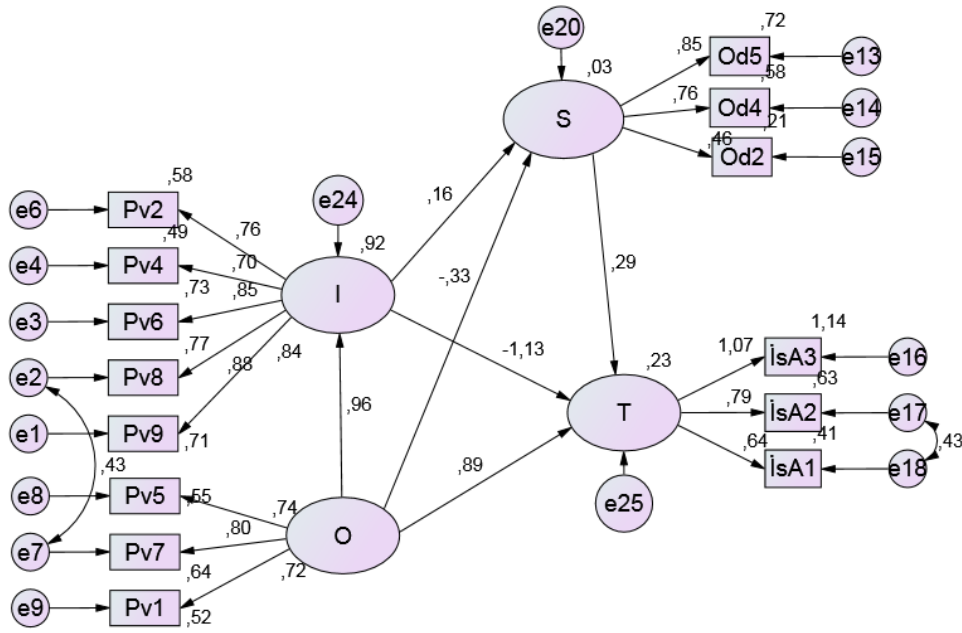 e20
,72
,85
Od5
e13
,03
,58
S
,76
Od4
e14
,21
,46
Od2
e15
,58
e6
Pv2
e24
,16
,76
,49
,92
e4
Pv4
,70
-,33
,29
,73
,85
I
e3
Pv6
,77
,88
,84
-1,13
,23
1,14
1,07
İsA3
e16
e2
Pv8
,63
,96
T
,79
İsA2
e17
e1
Pv9
,71
,41
,43
,64
,43
,89
İsA1
e18
e8
Pv5
,55
,74
e25
,80
O
e7
Pv7
,64
,72
e9
Pv1
,52